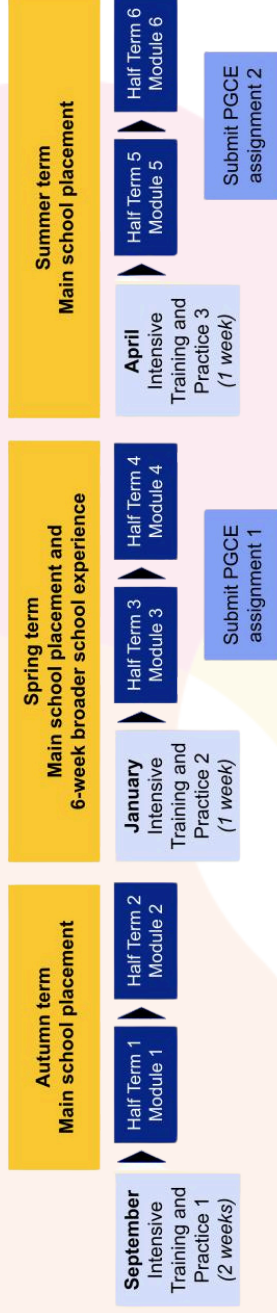 Autumn term
Main school placement
September
Intensive
Training and
Practice 1
(2 weeks)
Half Term 1
Module 1
Half Term 2
Module 2
Spring term
Main school placement and
6-week broader school experience
January
Intensive
Training and
Practice 2
(1 week)
Half Term 3
Module 3
Half Term 4
Module 4
Submit PGCE
assignment 1
Summer term
Main school placement
April
Intensive
Training and
Practice 3
(1 week)
Half Term 5
Module 5
Half Term 6
Module 6
Submit PGCE
assignment 2